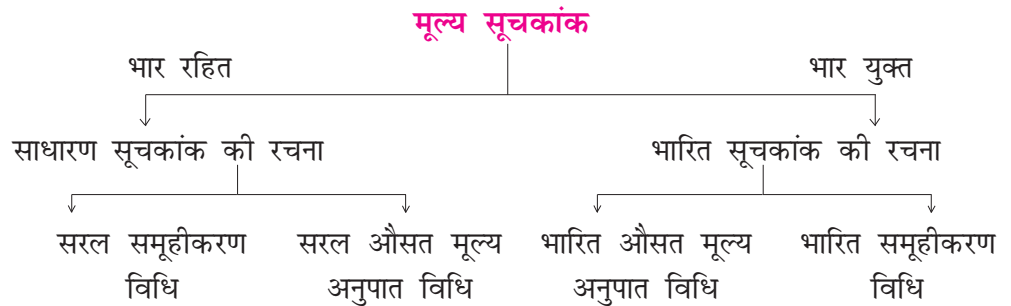 मूल्य सूचकांक
भार रहित
भार युक्त
साधारण सूचकांक की रचना
भारित सूचकांक की रचना
सरल समूहीकरण
विधि
सरल औसत मूल्य
अनुपात विधि
भारित औसत मूल्य
अनुपात विधि
भारित समूहीकरण
विधि